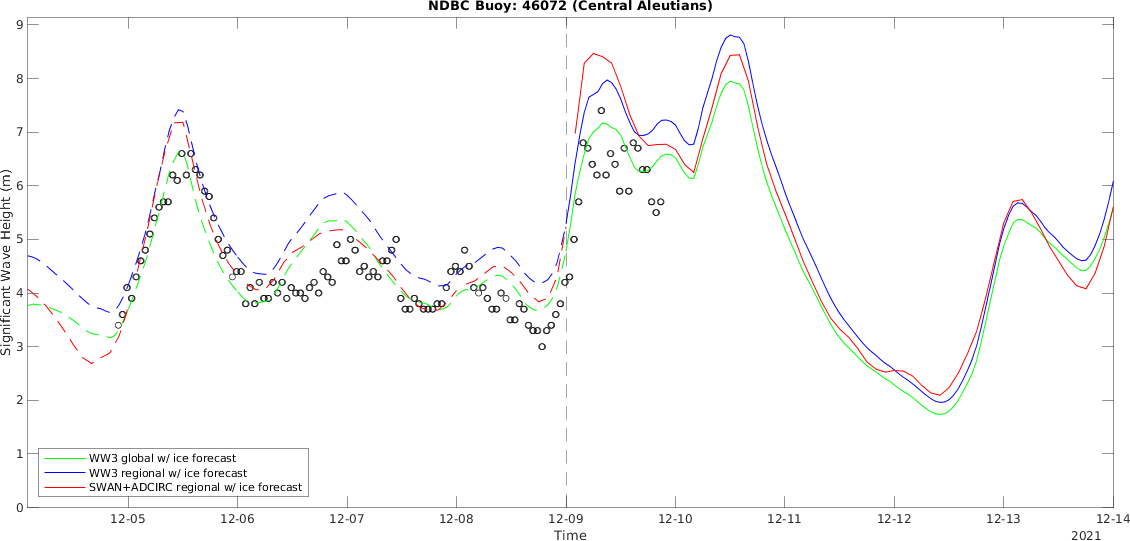 NDBC Buoy: 46072 (Central Aleutians)
Significant Wave Height (m)
9
8
7
6
5
4
3
2
1
0
WW3 global w/ ice forecast
WW3 regional w/ ice forecast
SWAN+ADCIRC regional w/ ice forecast
12-05 12-06 12-07 12-08 12-09 12-10 12-11 12-12 12-13 12-14
Time
2021